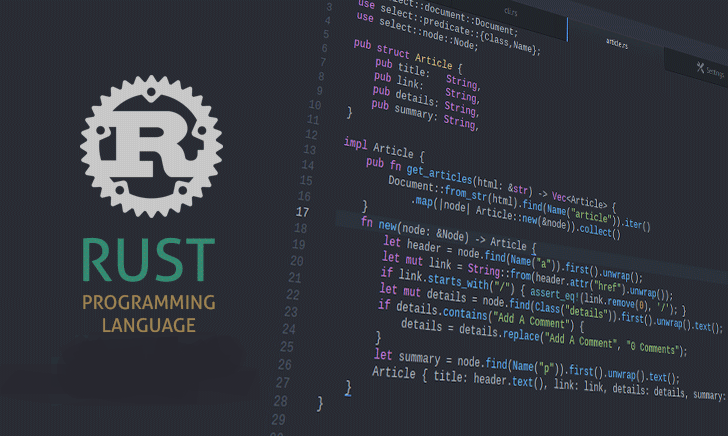 RUST
PROGRAMMING
LANGUAGE
cli.rs
article.rs
Settings
select::document::Document;
use select::predicate::{Class,Name};
3 use select::node::Node;
4
5 pub struct Article {
6 pub title: String,
7 pub link: String,
8 pub details: String,
9 pub summary: String,
10 }
11
12 impl Article {
13 pub fn get_articles(html: &str) -> Vec<Article> {
14 Document::from_str(html).find(Name("article")).iter()
15 .map(|node| Article::new(&node)).collect()
16 }
17 fn new(node: &Node) -> Article {
18 let header = node.find(Name("a")).first().unwrap();
19 let mut link = String::from(header.attr("href").unwrap());
20 if link.starts_with("/") { assert_eq!(link.remove(0), '/'); }
21 let mut details = node.find(Class("details")).first().unwrap().text();
22 if details.contains("Add A Comment") {
23 details = details.replace("Add A Comment", "0 Comments");
24 }
25 let summary = node.find(Name("p")).first().unwrap().text();
26 Article { title: header.text(), link: link, details: details, summary:
27 }
28 }
29